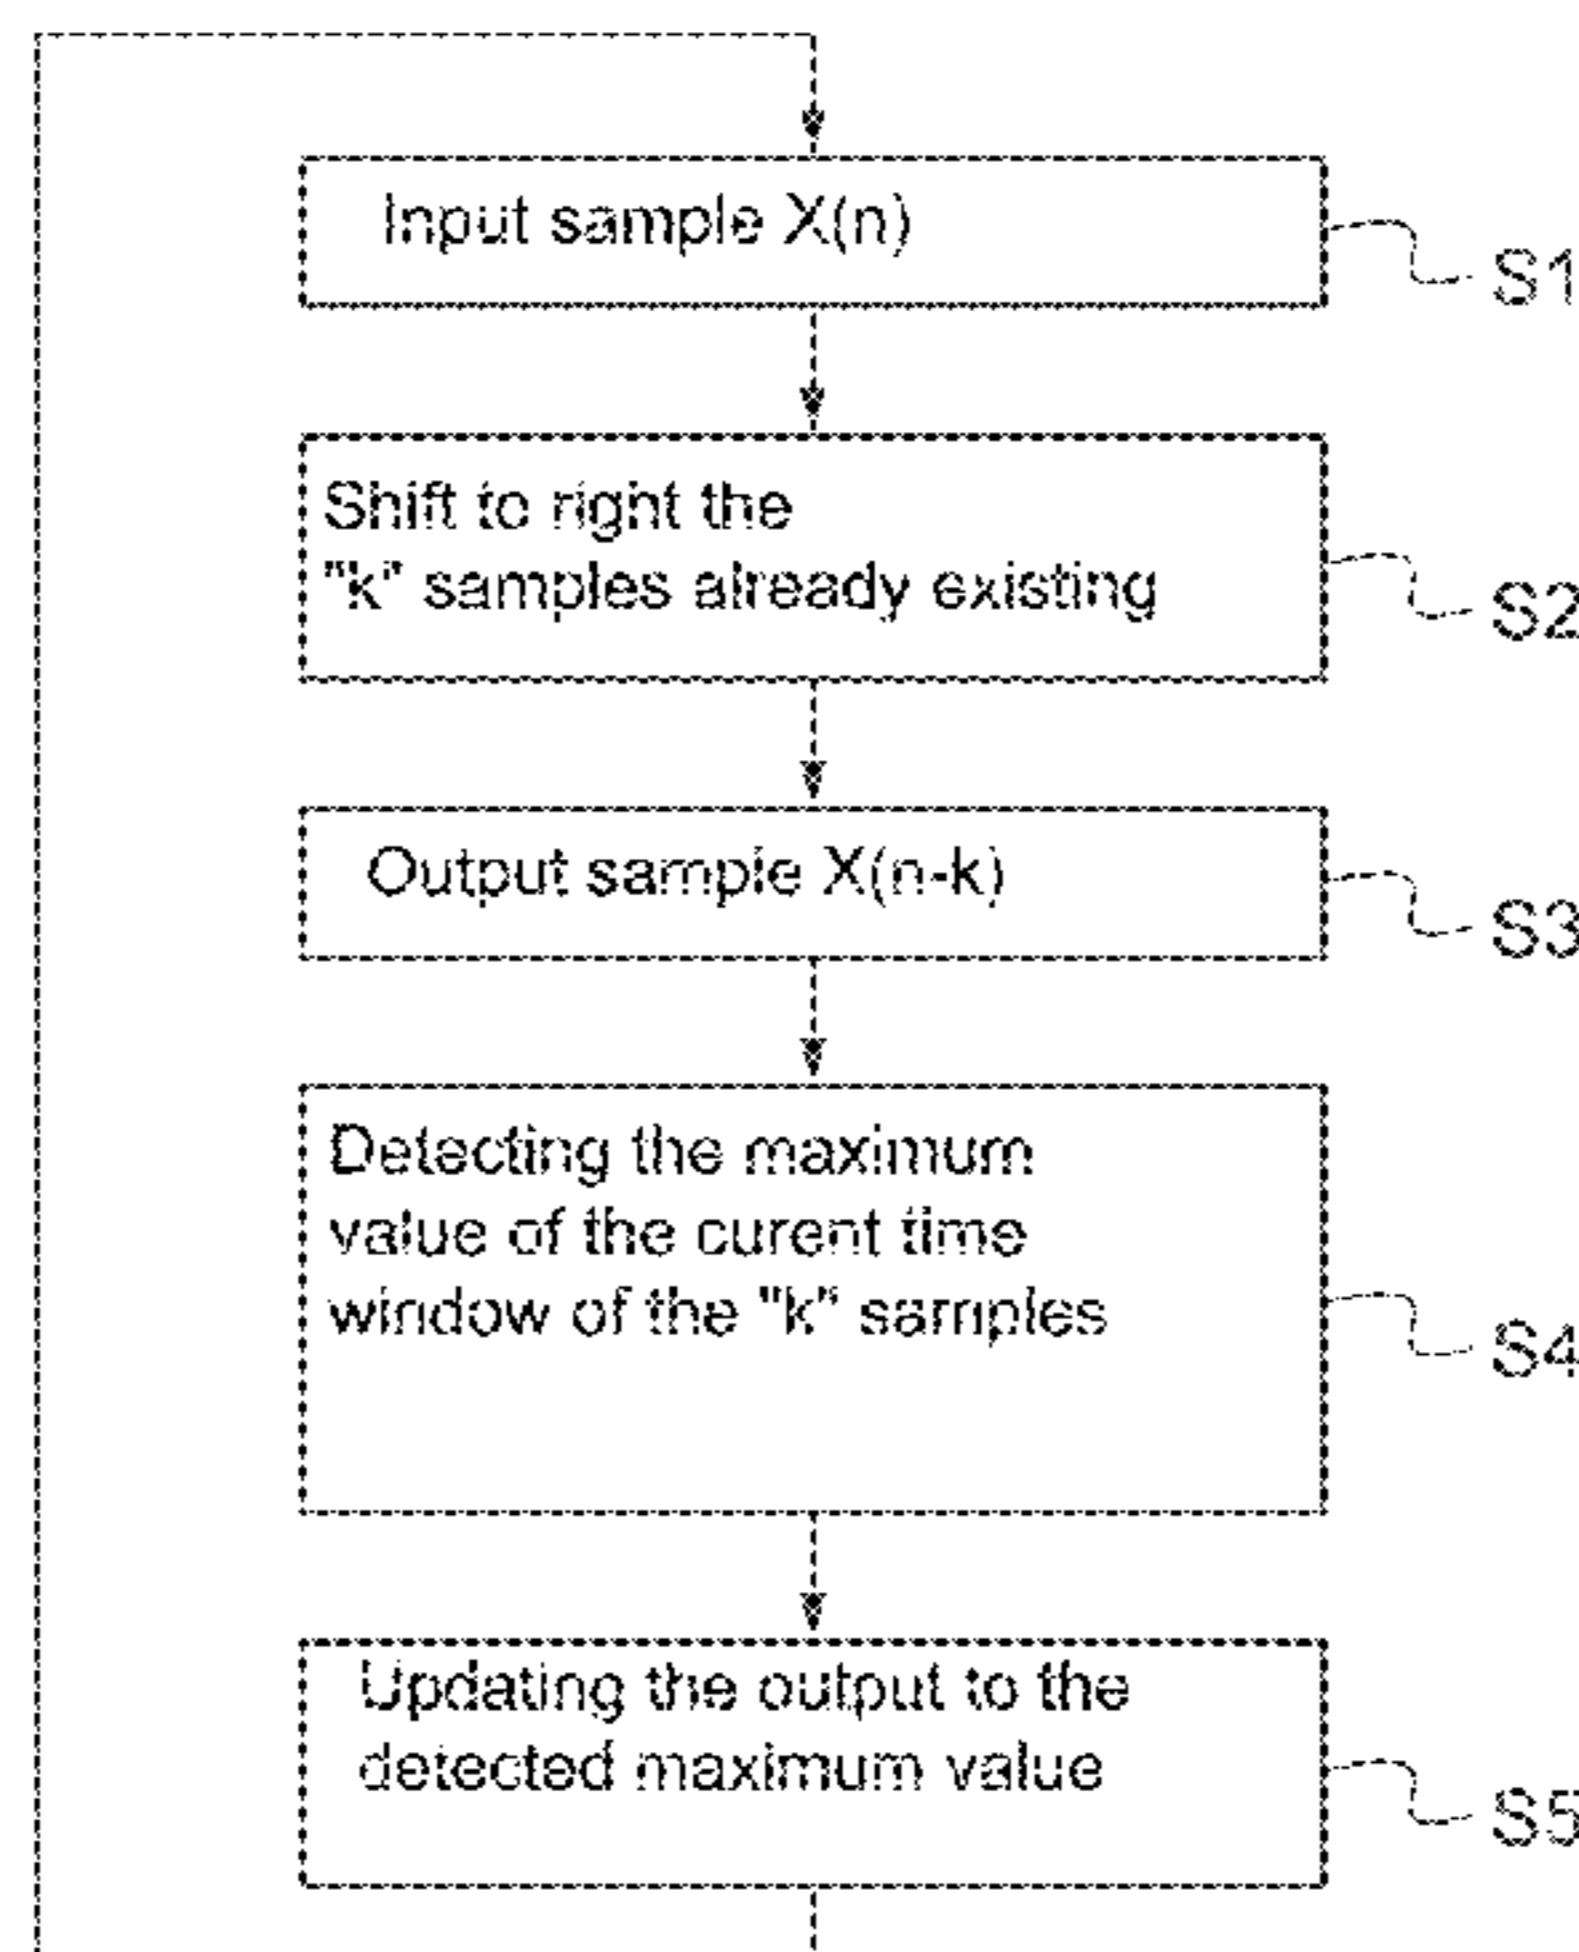 Input sample X(n)
S1
Shift to right the
"k" samples already existing
S2
Output sample X(n-k)
S3
Detecting the maximum
value of the curent time
window of the "k" samples
S4
Updating the output to the
detected maximum value
S5